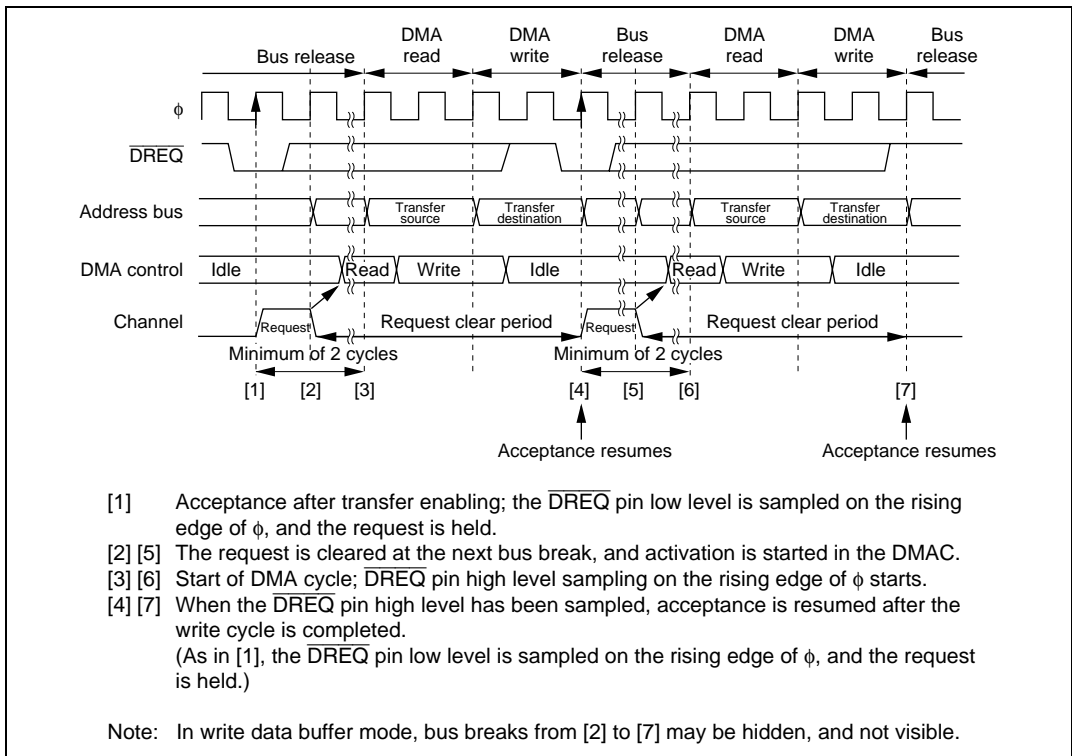 DMA DMA Bus DMA DMA Bus
Bus release read write release read write release
φ
DREQ
Address bus Transfer source Transfer destination Transfer source Transfer destination
DMA control Idle Read Write Idle Read Write Idle
Channel Request Request clear period Request Request clear period
Minimum of 2 cycles Minimum of 2 cycles
[1] [2] [3] [4] [5] [6] [7]
Acceptance resumes Acceptance resumes
[1] Acceptance after transfer enabling; the DREQ pin low level is sampled on the rising
edge of φ, and the request is held.
[2] [5] The request is cleared at the next bus break, and activation is started in the DMAC.
[3] [6] Start of DMA cycle; DREQ pin high level sampling on the rising edge of φ starts.
[4] [7] When the DREQ pin high level has been sampled, acceptance is resumed after the
write cycle is completed.
(As in [1], the DREQ pin low level is sampled on the rising edge of φ, and the request
is held.)
Note: In write data buffer mode, bus breaks from [2] to [7] may be hidden, and not visible.